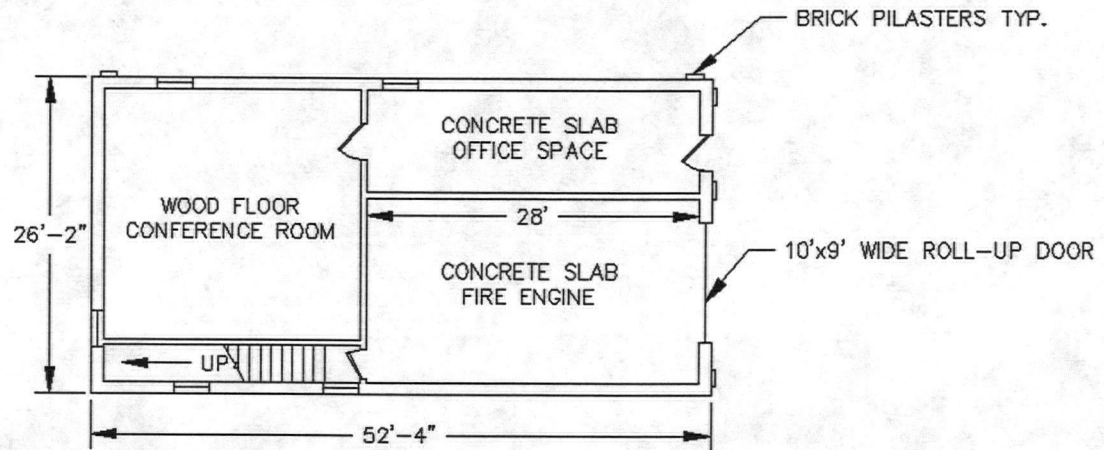 BRICK PILASTERS TYP.
CONCRETE SLAB
OFFICE SPACE
WOOD FLOOR
CONFERENCE ROOM
28'
26'-2"
10'x9' WIDE ROLL-UP DOOR
CONCRETE SLAB
FIRE ENGINE
UP
52'-4"